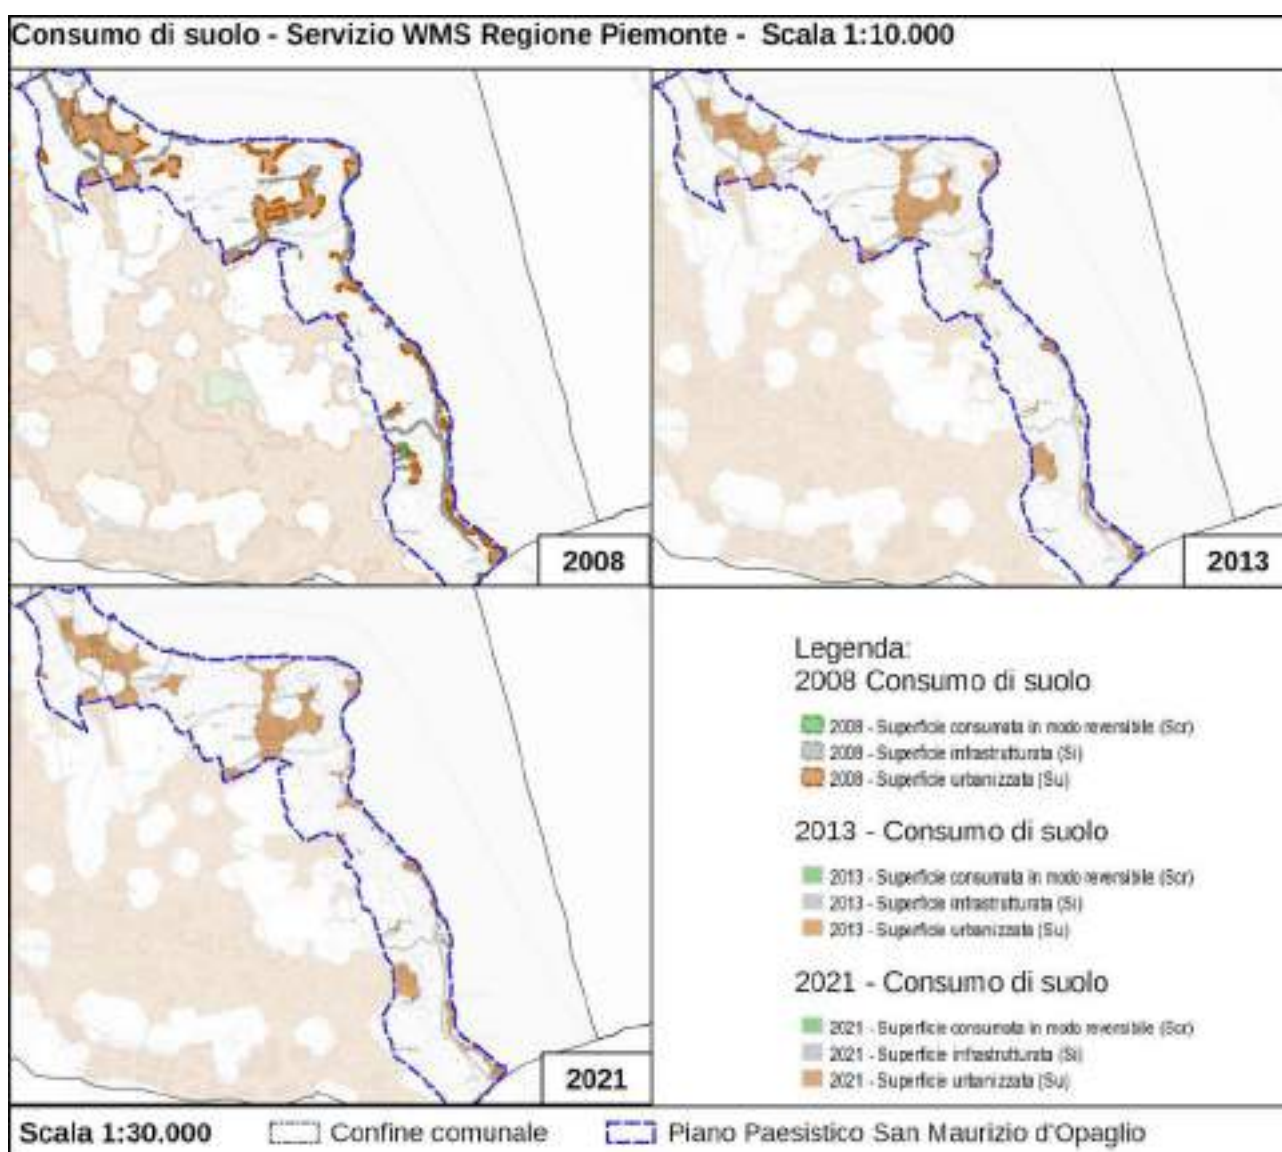 Consumo di suolo - Servizio WMS Regione Piemonte - Scala 1:10.000
2008
2013
2021
Legenda:
2008 Consumo di suolo
2008 - Superficie consumata in modo reversibile (Scr)
2008 - Superficie infrastrutturata (Si)
2008 - Superficie urbanizzata (Su)
2013 - Consumo di suolo
2013 - Superficie consumata in modo reversibile (Scr)
2013 - Superficie infrastrutturata (Si)
2013 - Superficie urbanizzata (Su)
2021 - Consumo di suolo
2021 - Superficie consumata in modo reversibile (Scr)
2021 - Superficie infrastrutturata (Si)
2021 - Superficie urbanizzata (Su)
Scala 1:30.000
Confine comunale
Piano Paesistico San Maurizio d'Opaglio